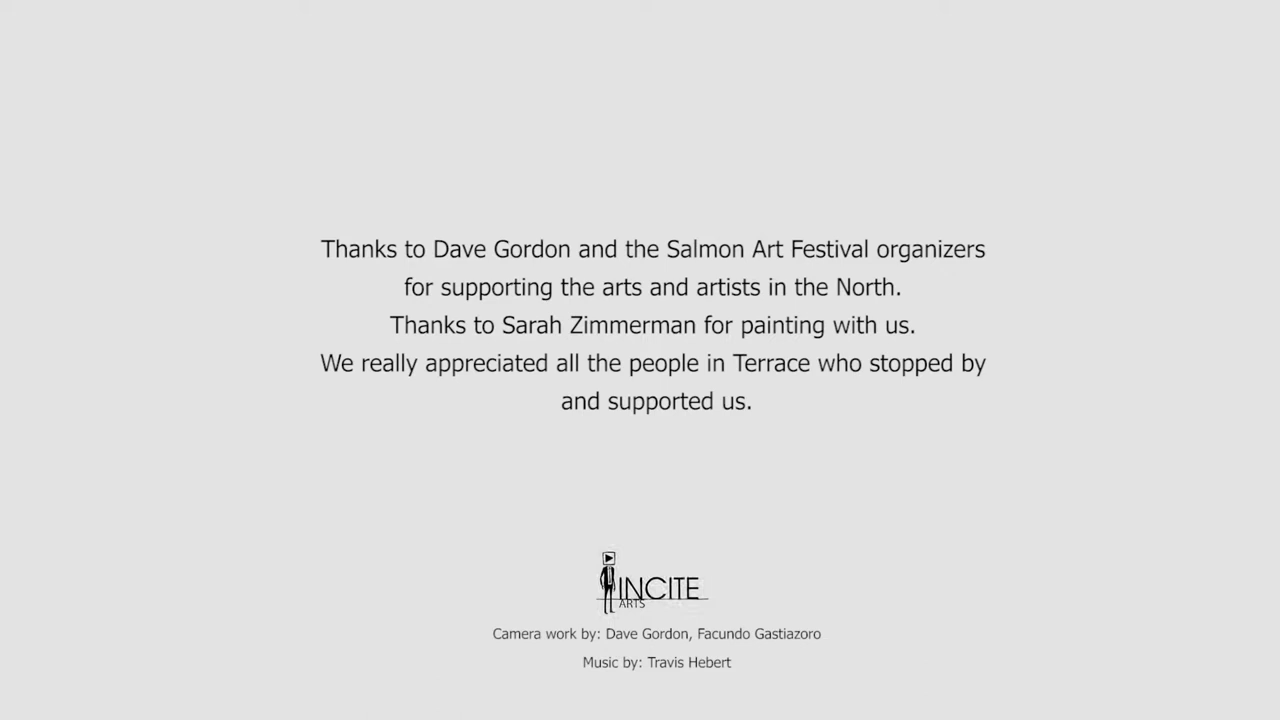 Thanks to Dave Gordon and the Salmon Art Festival organizers
for supporting the arts and artists in the North.
Thanks to Sarah Zimmerman for painting with us.
We really appreciated all the people in Terrace who stopped by
and supported us.
INCITE
ARTS
Camera work by: Dave Gordon, Facundo Gastiazoro
Music by: Travis Hebert